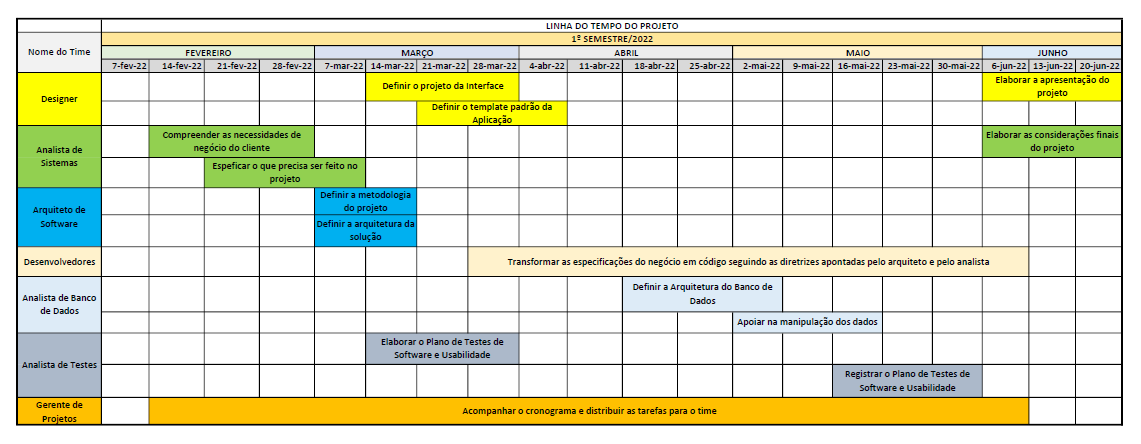 LINHA DO TEMPO DO PROJETO
Nome do Time
1º SEMESTRE/2022
FEVEREIRO MARÇO ABRIL MAIO JUNHO
7-fev-22 14-fev-22 21-fev-22 28-fev-22 7-mar-22 14-mar-22 21-mar-22 28-mar-22 4-abr-22 11-abr-22 18-abr-22 25-abr-22 2-mai-22 9-mai-22 16-mai-22 23-mai-22 30-mai-22 6-jun-22 13-jun-22 20-jun-22
Designer
Definir o projeto da Interface
Elaborar a apresentação do
projeto
Definir o template padrão da
Aplicação
Analista de
Sistemas
Compreender as necessidades de
negócio do cliente
Elaborar as considerações finais
do projeto
Espeficar o que precisa ser feito no
projeto
Arquiteto de
Software
Definir a metodologia
do projeto
Definir a arquitetura da
solução
Desenvolvedores
Transformar as especificações do negócio em código seguindo as diretrizes apontadas pelo arquiteto e pelo analista
Analista de Banco
de Dados
Definir a Arquitetura do Banco de
Dados
Apoiar na manipulação dos dados
Analista de Testes
Elaborar o Plano de Testes de
Software e Usabilidade
Registrar o Plano de Testes de
Software e Usabilidade
Gerente de
Projetos
Acompanhar o cronograma e distribuir as tarefas para o time